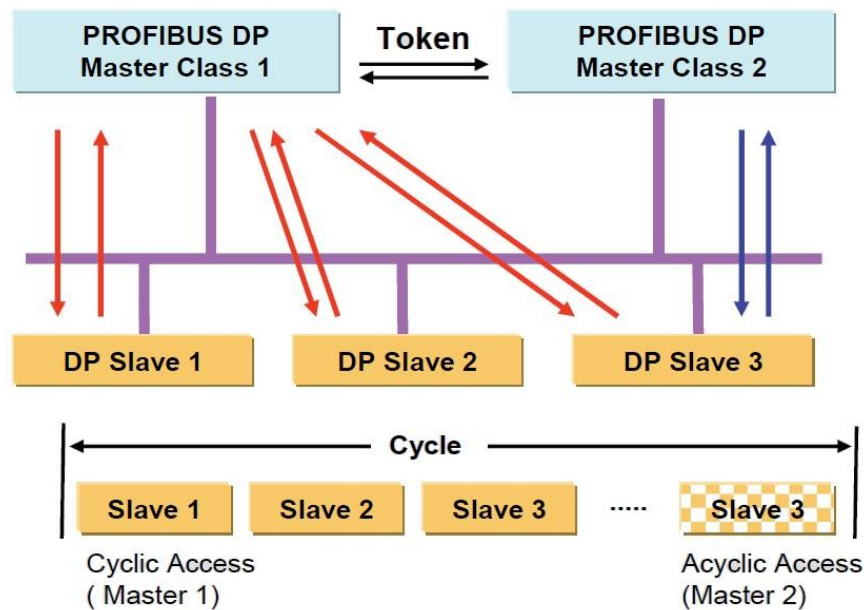 PROFIBUS DP
Master Class 1
Token
PROFIBUS DP
Master Class 2
DP Slave 1
DP Slave 2
DP Slave 3
Cycle
Slave 1
Slave 2
Slave 3
.....
Slave 3
Cyclic Access
( Master 1)
Acyclic Access
(Master 2)